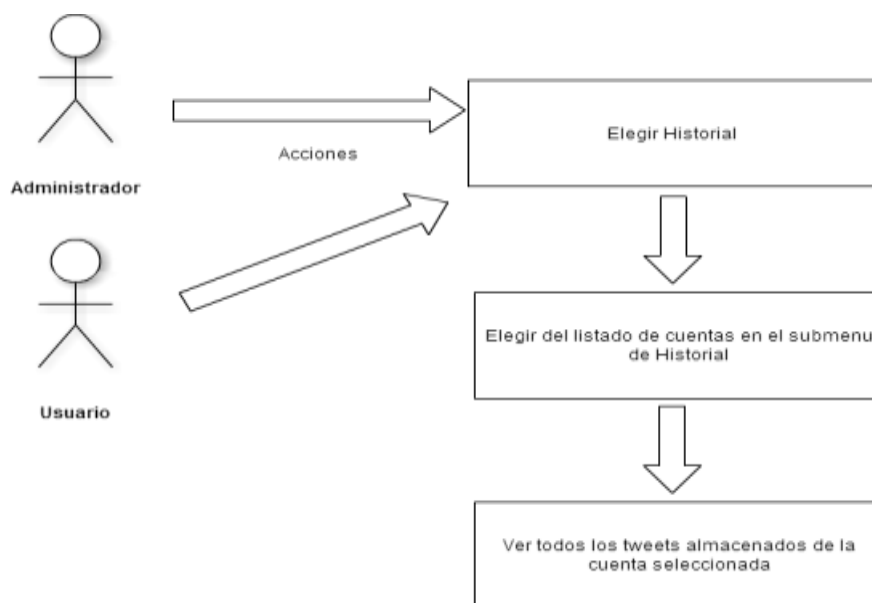 Elegir Historial
Acciones
Administrador
Elegir del listado de cuentas en el submenu
de Historial
Usuario
Ver todos los tweets almacenados de la
cuenta seleccionada